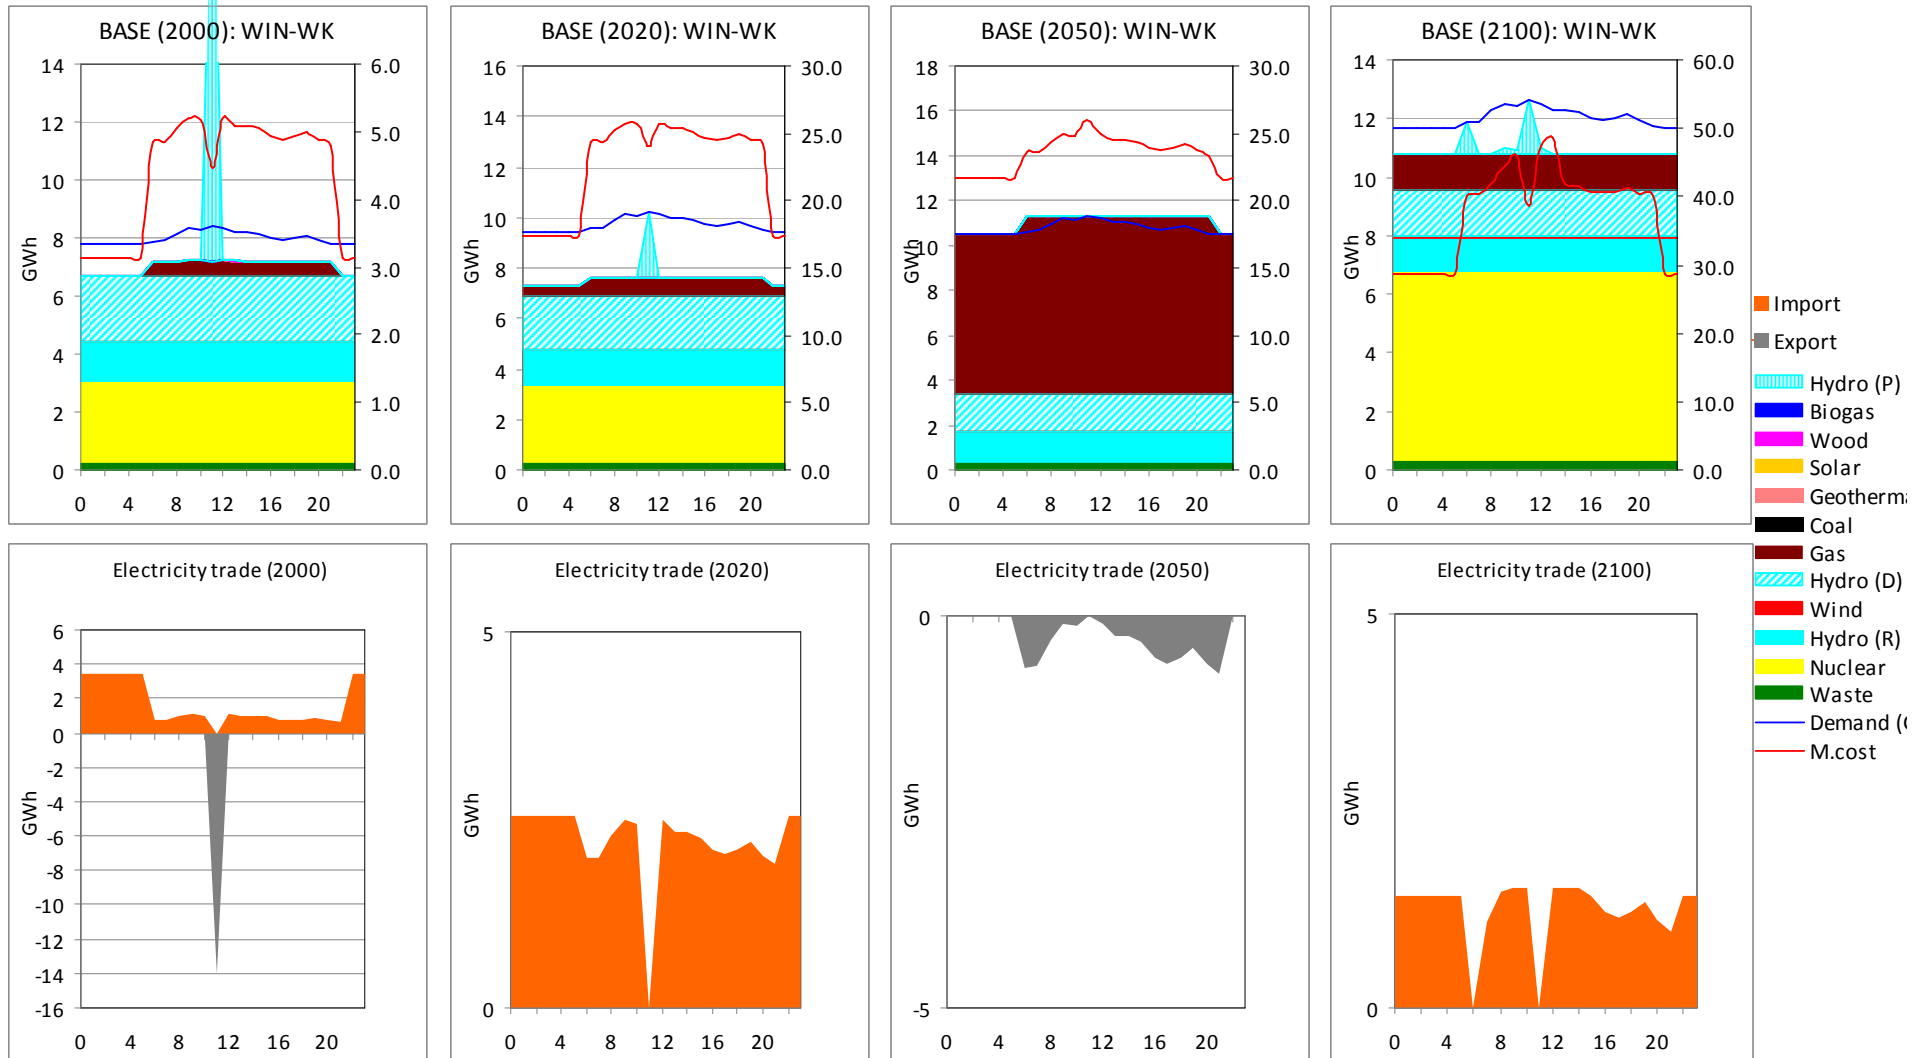 BASE (2000): WIN-WK
14
12
10
8
6
4
2
0
GWh
6.0
5.0
4.0
3.0
2.0
1.0
0.0
0 4 8 12 16 20
BASE (2020): WIN-WK
16
14
12
10
8
6
4
2
0
GWh
30.0
25.0
20.0
15.0
10.0
5.0
0.0
0 4 8 12 16 20
BASE (2050): WIN-WK
18
16
14
12
10
8
6
4
2
0
GWh
30.0
25.0
20.0
15.0
10.0
5.0
0.0
0 4 8 12 16 20
BASE (2100): WIN-WK
14
12
10
8
6
4
2
0
GWh
60.0
50.0
40.0
30.0
20.0
10.0
0.0
0 4 8 12 16 20
Import
Export
Hydro (P)
Biogas
Wood
Solar
Geotherma
Coal
Gas
Hydro (D)
Wind
Hydro (R)
Nuclear
Waste
Demand (
M.cost
Electricity trade (2000)
6
4
2
0
-2
-4
-6
-8
-10
-12
-14
-16
GWh
0 4 8 12 16 20
Electricity trade (2020)
5
0
GWh
0 4 8 12 16 20
Electricity trade (2050)
0
-5
GWh
0 4 8 12 16 20
Electricity trade (2100)
5
0
GWh
0 4 8 12 16 20